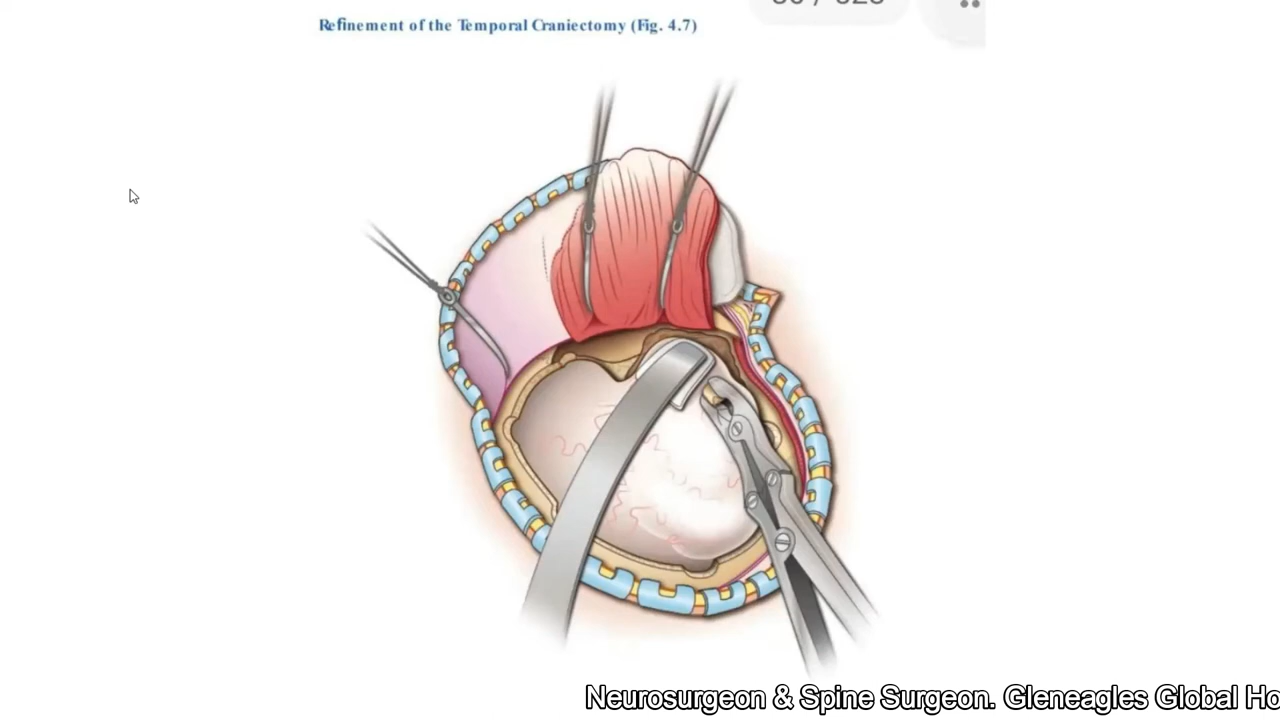 Refinement of the Temporal Craniectomy (Fig. 4.7)
Neurosurgeon & Spine Surgeon. Gleneagles Global